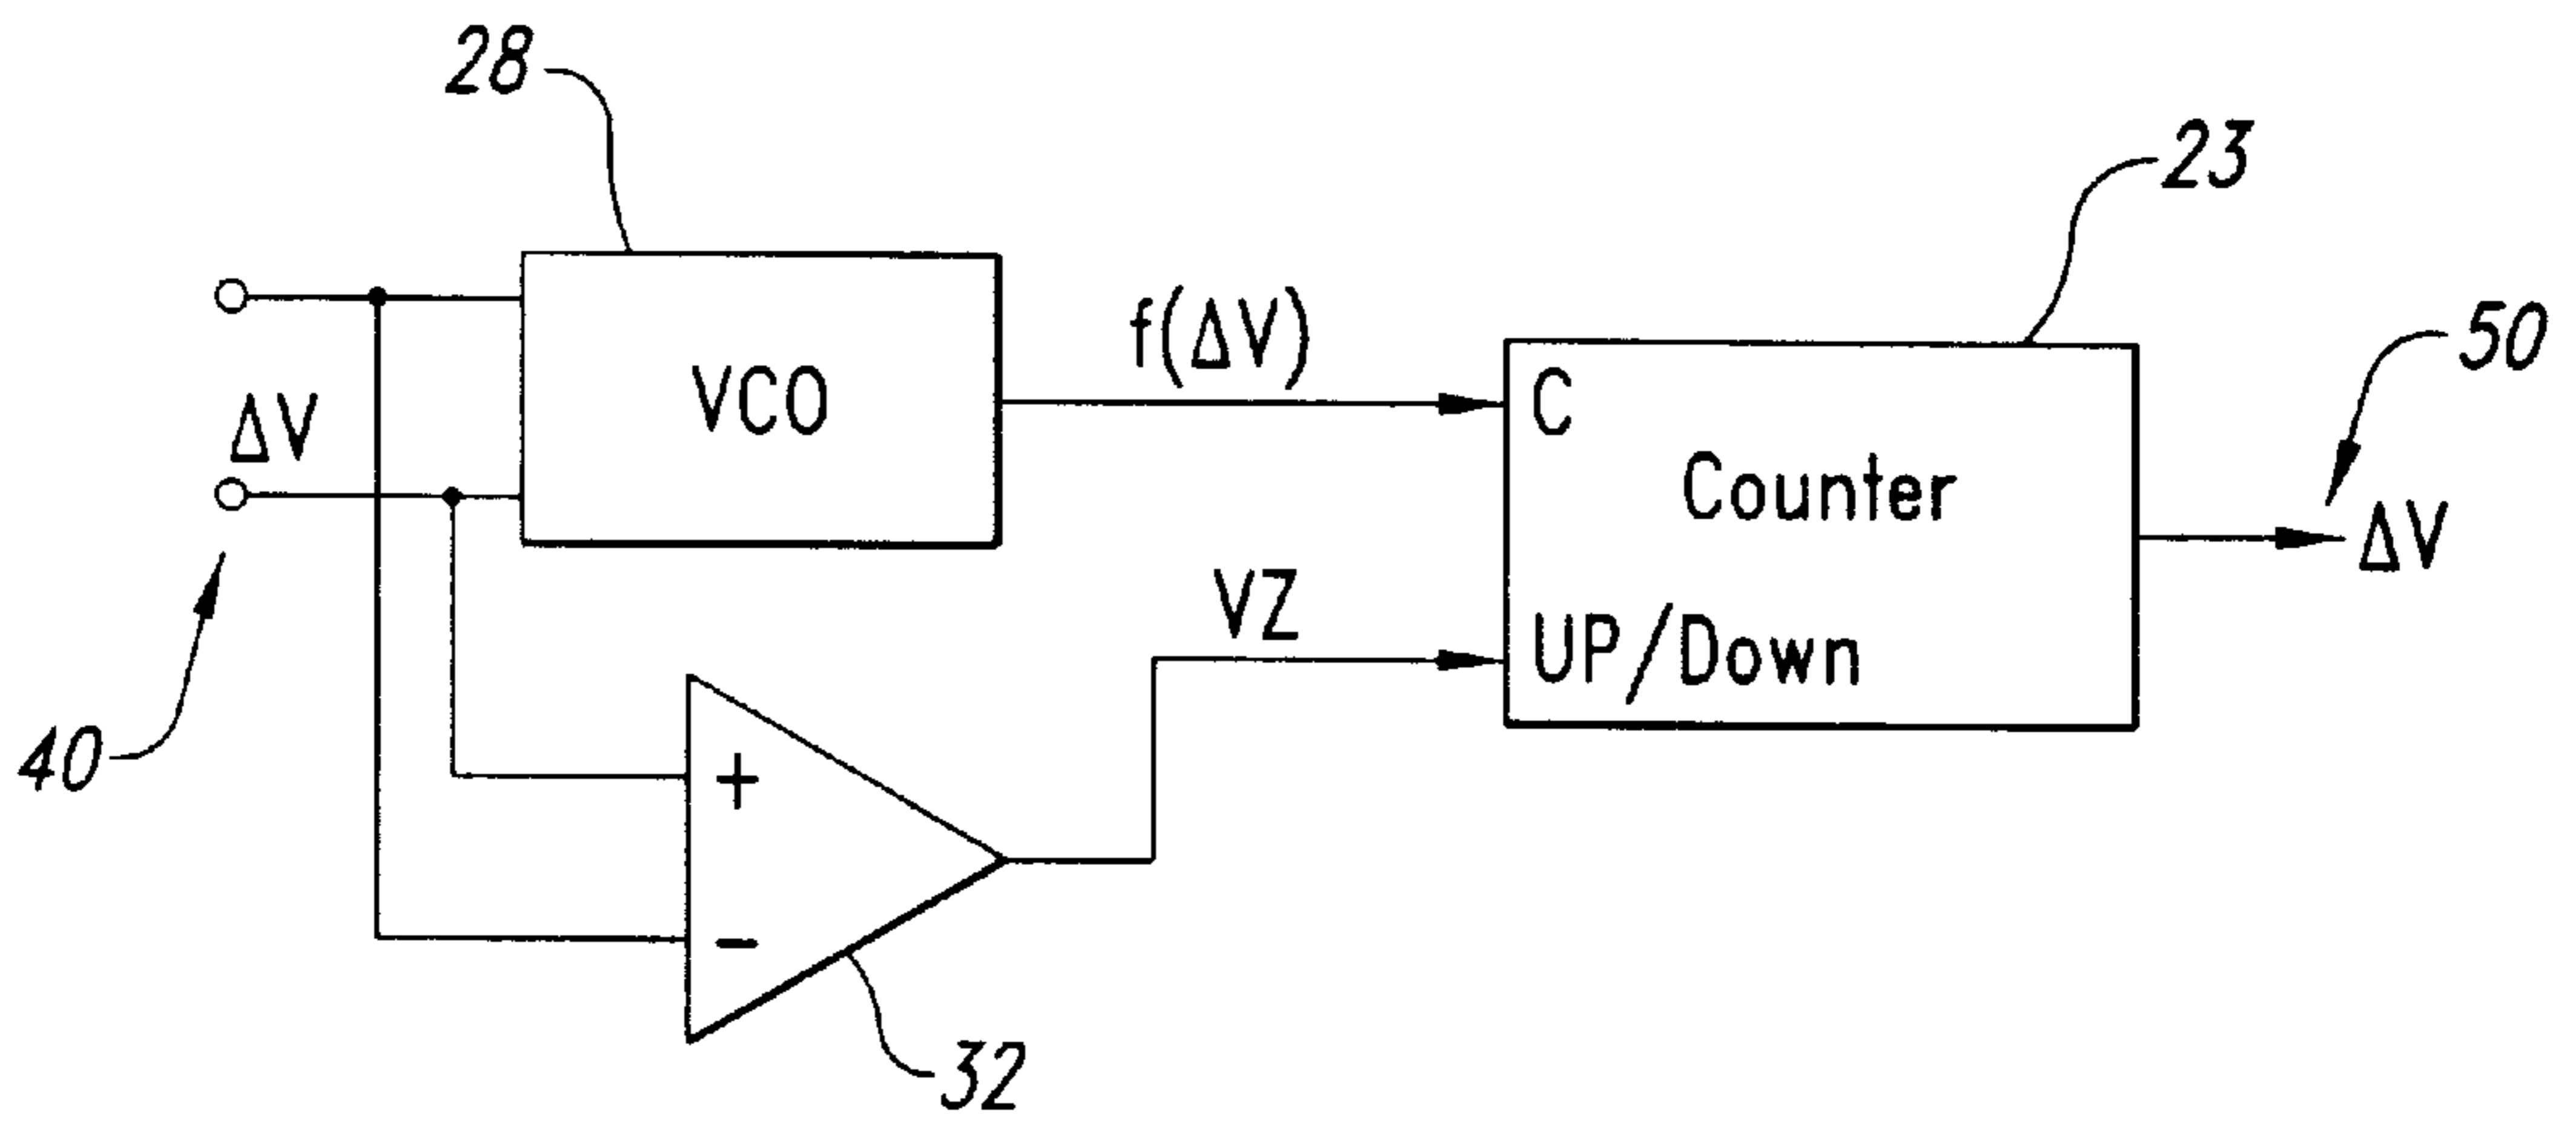 28
23
f(ΔV)
50
VCO
C
ΔV
Counter
ΔV
VZ
UP/Down
40
+
-
32